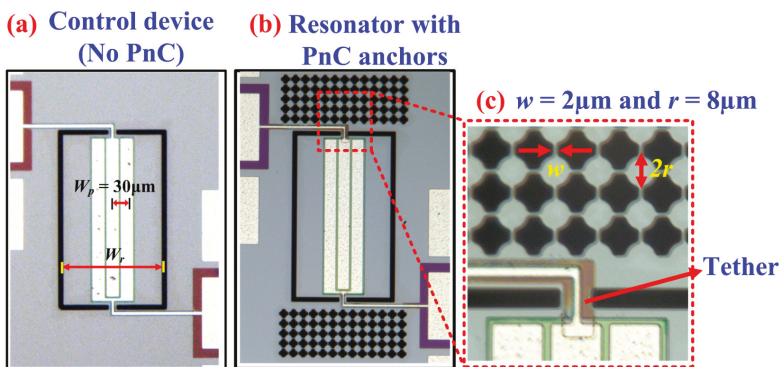 (a) Control device
(No PnC)
(b) Resonator with
PnC anchors
(c) w = 2μm and r = 8μm
Wp = 30μm
Wr
w
2r
Tether